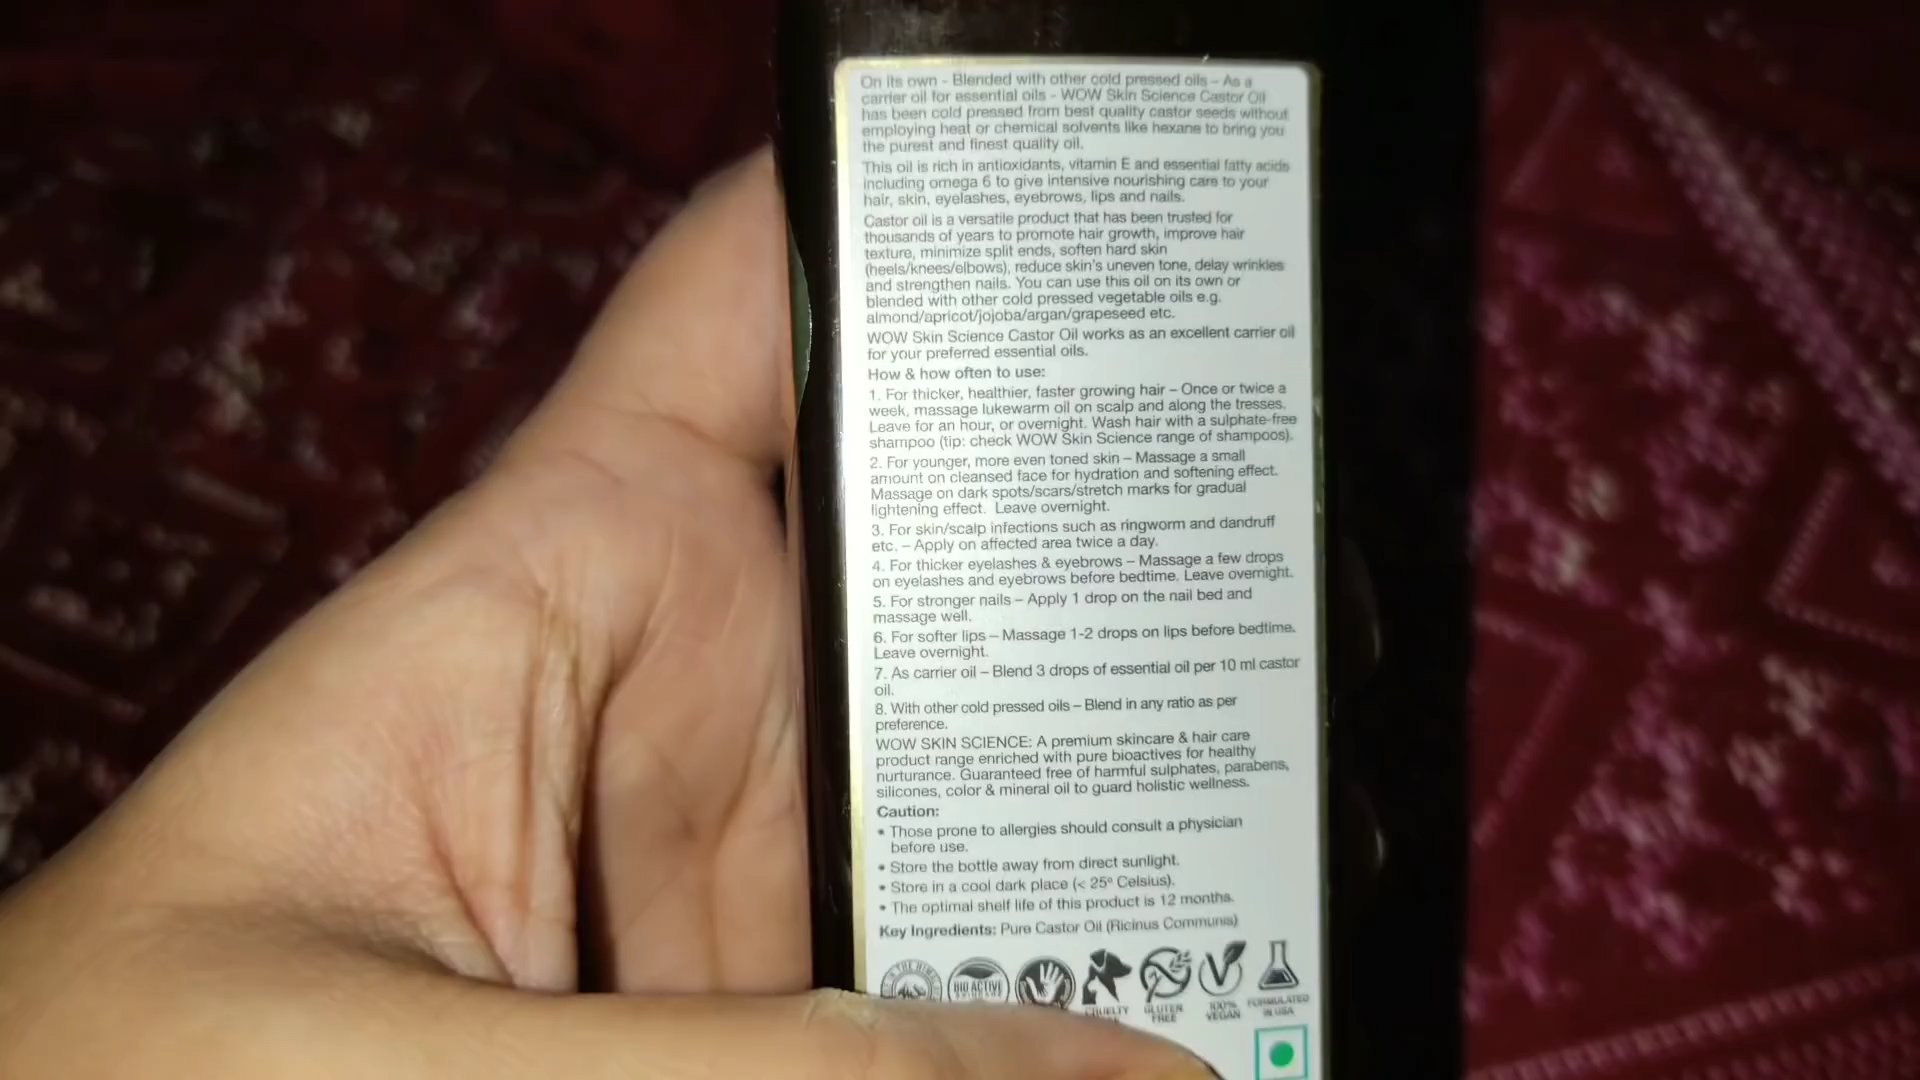 On its own - Blended with other cold pressed oils – As a
carrier oil for essential oils - WOW Skin Science Castor Oil
has been cold pressed from best quality castor seeds without
employing heat or chemical solvents like hexane to bring you
the purest and finest quality oil.
This oil is rich in antioxidants, vitamin E and essential fatty acids
including omega 6 to give intensive nourishing care to your
hair, skin, eyelashes, eyebrows, lips and nails.
Castor oil is a versatile product that has been trusted for
thousands of years to promote hair growth, improve hair
texture, minimize split ends, soften hard skin
(heels/knees/elbows), reduce skin's uneven tone, delay wrinkles
and strengthen nails. You can use this oil on its own or
blended with other cold pressed vegetable oils e.g.
almond/apricot/jojoba/argan/grapeseed etc.
WOW Skin Science Castor Oil works as an excellent carrier oil
for your preferred essential oils.
How & how often to use:
1. For thicker, healthier, faster growing hair – Once or twice a
week, massage lukewarm oil on scalp and along the tresses.
Leave for an hour, or overnight. Wash hair with a sulphate-free
shampoo (tip: check WOW Skin Science range of shampoos).
2. For younger, more even toned skin – Massage a small
amount on cleansed face for hydration and softening effect.
Massage on dark spots/scars/stretch marks for gradual
lightening effect. Leave overnight.
3. For skin/scalp infections such as ringworm and dandruff
etc. – Apply on affected area twice a day.
4. For thicker eyelashes & eyebrows – Massage a few drops
on eyelashes and eyebrows before bedtime. Leave overnight.
5. For stronger nails – Apply 1 drop on the nail bed and
massage well.
6. For softer lips – Massage 1-2 drops on lips before bedtime.
Leave overnight.
7. As carrier oil – Blend 3 drops of essential oil per 10 ml castor
oil.
8. With other cold pressed oils – Blend in any ratio as per
preference.
WOW SKIN SCIENCE: A premium skincare & hair care
product range enriched with pure bioactives for healthy
nurturance. Guaranteed free of harmful sulphates, parabens,
silicones, color & mineral oil to guard holistic wellness.
Caution:
• Those prone to allergies should consult a physician
before use.
• Store the bottle away from direct sunlight.
• Store in a cool dark place (< 25º Celsius).
• The optimal shelf life of this product is 12 months.
Key Ingredients: Pure Castor Oil (Ricinus Communis)
BIO ACTIVE
CRUELTY
GLUTEN
FREE
100%
VEGAN
FORMULATED
IN USA